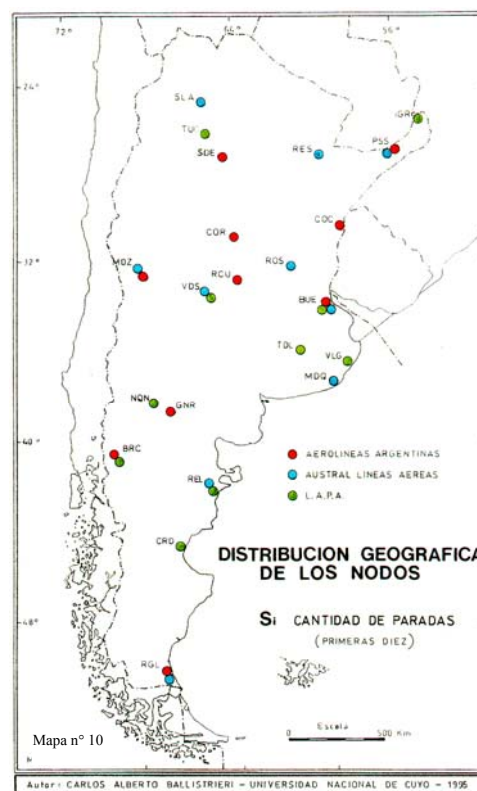 72°
64°
56°
24°
SLA
TUC
SDE
IGR
RES
PSS
COC
COR
32°
MDZ
ROS
RCU
VDS
BUE
TDL
VLG
MDQ
NQN
GNR
40°
BRC
AEROLINEAS ARGENTINAS
REL
AUSTRAL LINEAS AEREAS
L.A.P.A.
CRD
DISTRIBUCION GEOGRAFICA
DE LOS NODOS
48°
Si CANTIDAD DE PARADAS
(PRIMERAS DIEZ)
RGL
Escala
0 500 Km
Mapa n° 10
Autor: CARLOS ALBERTO BALLISTRIERI - UNIVERSIDAD NACIONAL DE CUYO - 1995